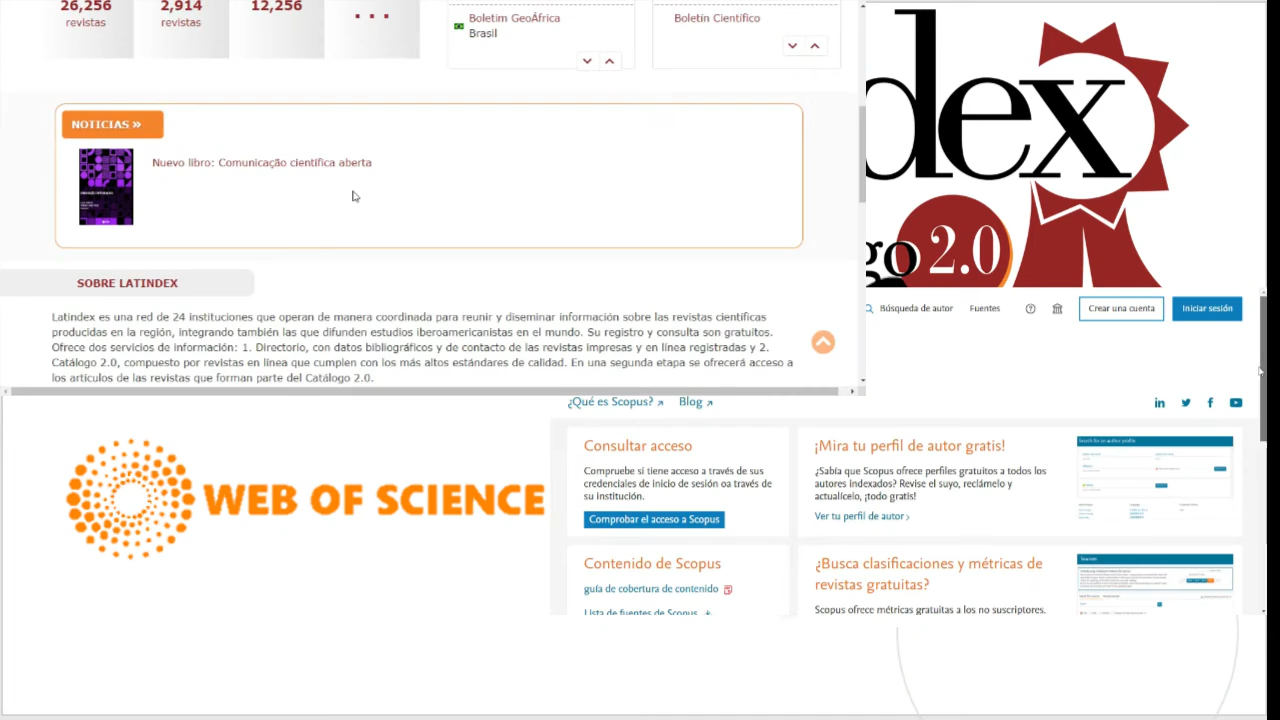 26,256
revistas
2,914
revistas
12,256
...
Boletim GeoÁfrica
Brasil
Boletín Científico
NOTICIAS »
Nuevo libro: Comunicação científica aberta
SOBRE LATINDEX
Latindex es una red de 24 instituciones que operan de manera coordinada para reunir y diseminar información sobre las revistas científicas
producidas en la región, integrando también las que difunden estudios iberoamericanistas en el mundo. Su registro y consulta son gratuitos.
Ofrece dos servicios de información: 1. Directorio, con datos bibliográficos y de contacto de las revistas impresas y en línea registradas y 2.
Catálogo 2.0, compuesto por revistas en línea que cumplen con los más altos estándares de calidad. En una segunda etapa se ofrecerá acceso a
los artículos de las revistas que forman parte del Catálogo 2.0.
dex
go 2.0
Búsqueda de autor
Fuentes
Crear una cuenta
Iniciar sesión
¿Qué es Scopus?
Blog
WEB OF SCIENCE
Consultar acceso
Compruebe si tiene acceso a través de sus
credenciales de inicio de sesión oa través de
su institución.
Comprobar el acceso a Scopus
¡Mira tu perfil de autor gratis!
¿Sabía que Scopus ofrece perfiles gratuitos a todos los
autores indexados? Revise el suyo, reclámelo y
actualícelo, ¡todo gratis!
Ver tu perfil de autor
Contenido de Scopus
guía de cobertura de contenido
Lista de fuentes de Scopus
¿Busca clasificaciones y métricas de
revistas gratuitas?
Scopus ofrece métricas gratuitas a los no suscriptores.